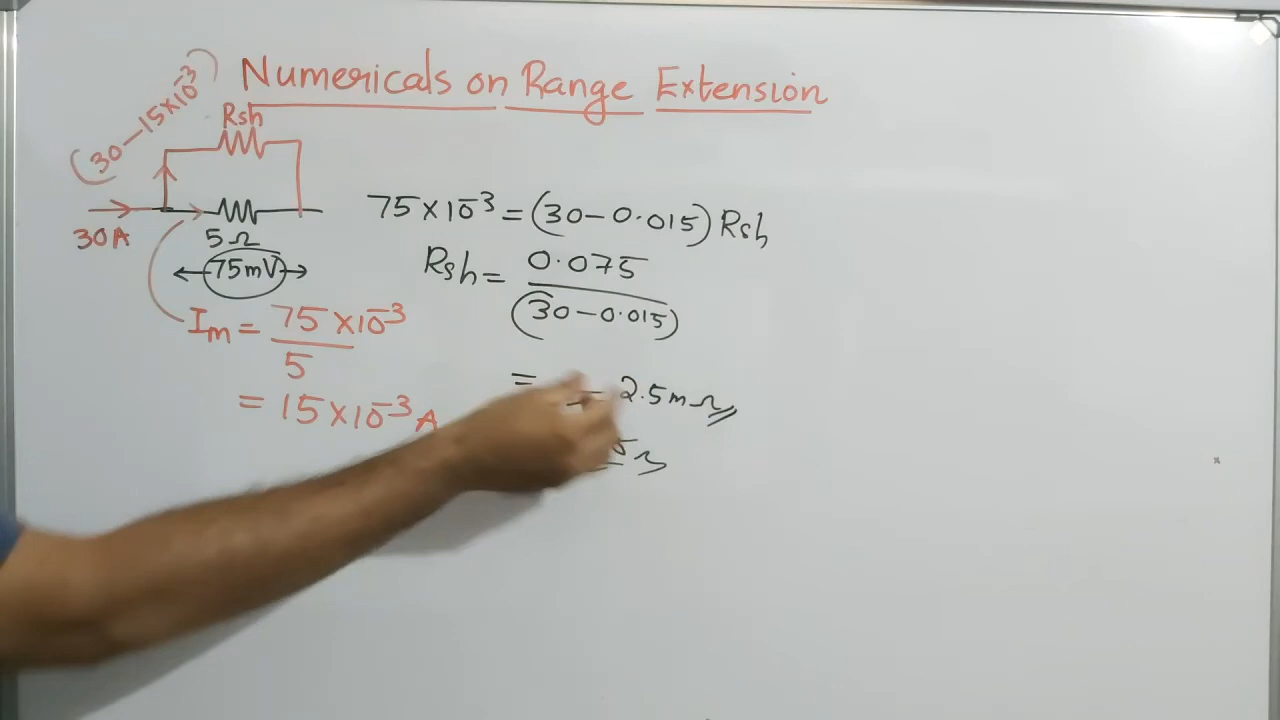 Numericals on Range Extension
(30-15×10⁻³)
Rsh
30A
5Ω
75mV
Im = 75×10⁻³
5
= 15×10⁻³ A
75×10⁻³ = (30-0.015) Rsh
Rsh = 0.075
(30-0.015)
= 2.5mΩ